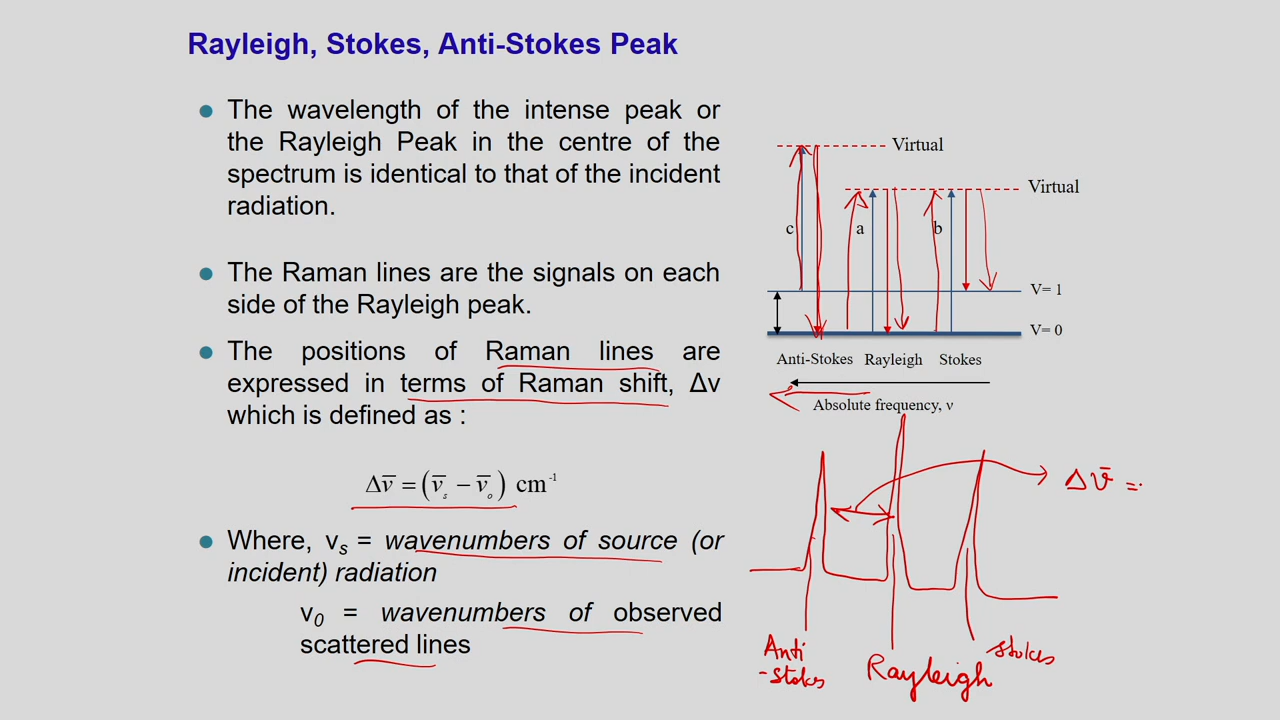 Rayleigh, Stokes, Anti-Stokes Peak
The wavelength of the intense peak or
the Rayleigh Peak in the centre of the
spectrum is identical to that of the incident
radiation.
The Raman lines are the signals on each
side of the Rayleigh peak.
The positions of Raman lines are
expressed in terms of Raman shift, Δv
which is defined as :
Δv̅ = (v̅ₛ − v̅ₒ) cm⁻¹
Where, vₛ = wavenumbers of source (or
incident) radiation
v₀ = wavenumbers of observed
scattered lines
Virtual
Virtual
c
a
b
V= 1
V= 0
Anti-Stokes Rayleigh Stokes
Absolute frequency, ν
Δν̅ =
Anti
-stokes
Rayleigh
stokes